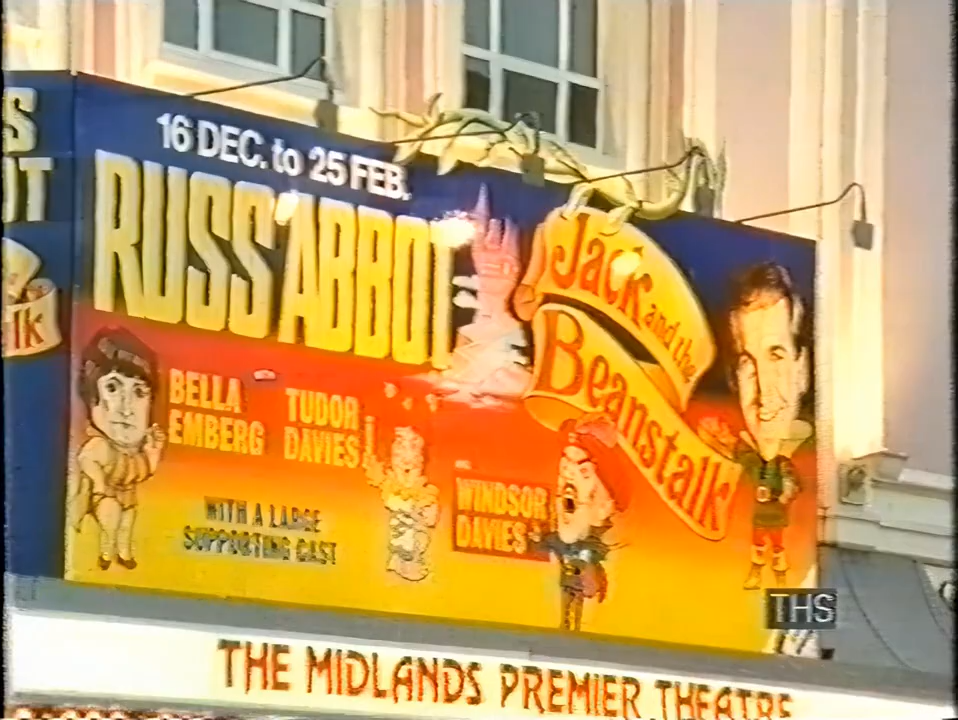 S
T
lk
16 DEC. to 25 FEB.
RUSS ABBOT
Jack and the
Beanstalk
BELLA
EMBERG
TUDOR
DAVIES
WINDSOR
DAVIES
WITH A LARGE
SUPPORTING CAST
THS
THE MIDLANDS PREMIER THEATRE